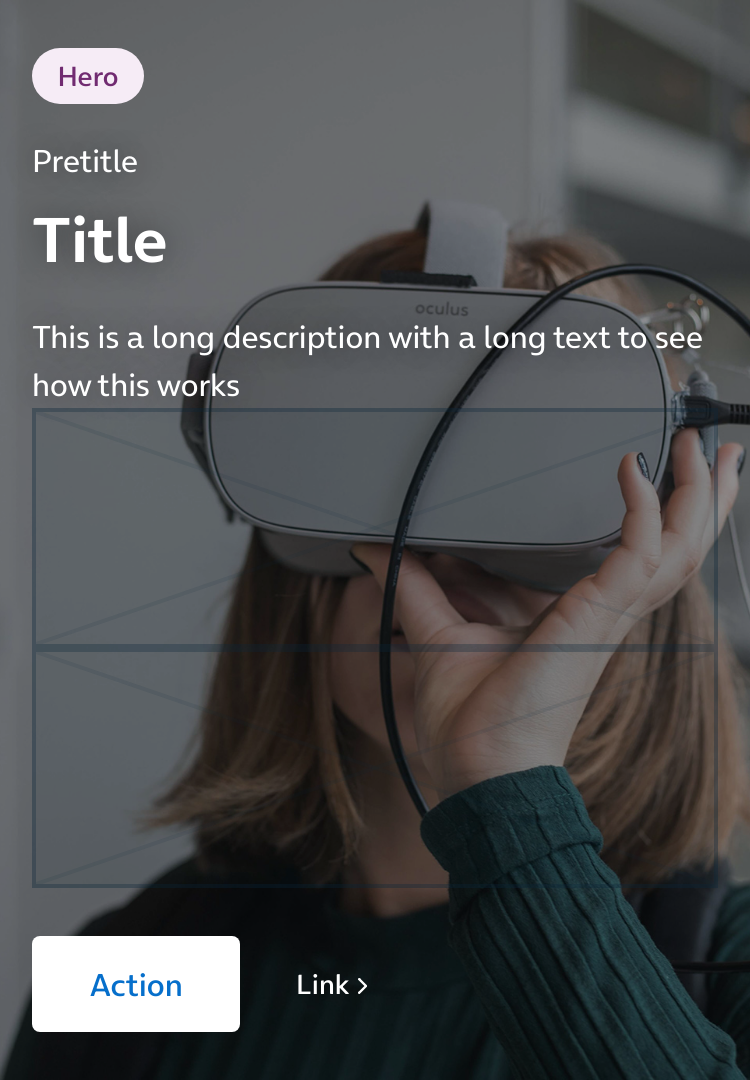 Hero
Pretitle
Title
oculus
This is a long description with a long text to see
how this works
Action
Link >